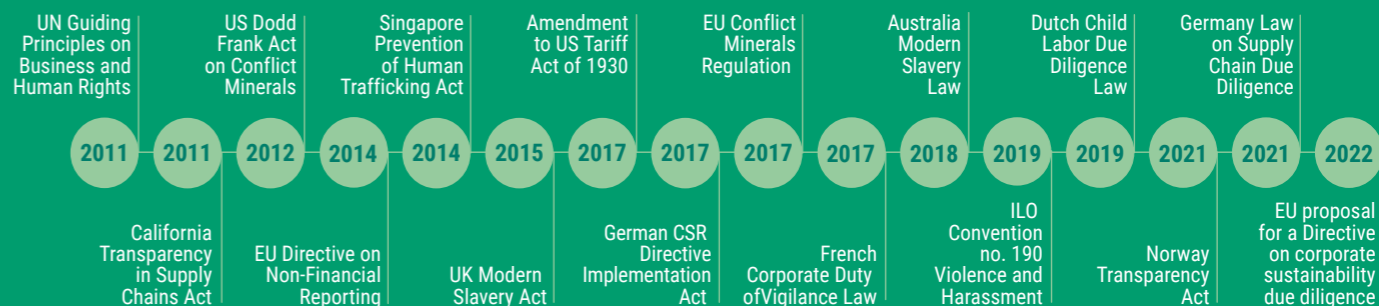 UN Guiding
Principles on
Business and
Human Rights
US Dodd
Frank Act
on Conflict
Minerals
Singapore
Prevention
of Human
Trafficking Act
Amendment
to US Tariff
Act of 1930
EU Conflict
Minerals
Regulation
Australia
Modern
Slavery
Law
Dutch Child
Labor Due
Diligence
Law
Germany Law
on Supply
Chain Due
Diligence
2011 2011 2012 2014 2014 2015 2017 2017 2017 2017 2018 2019 2019 2021 2021 2022
California
Transparency
in Supply
Chains Act
EU Directive on
Non-Financial
Reporting
UK Modern
Slavery Act
German CSR
Directive
Implementation
Act
French
Corporate Duty
ofVigilance Law
ILO
Convention
no. 190
Violence and
Harassment
Norway
Transparency
Act
EU proposal
for a Directive
on corporate
sustainability
due diligence